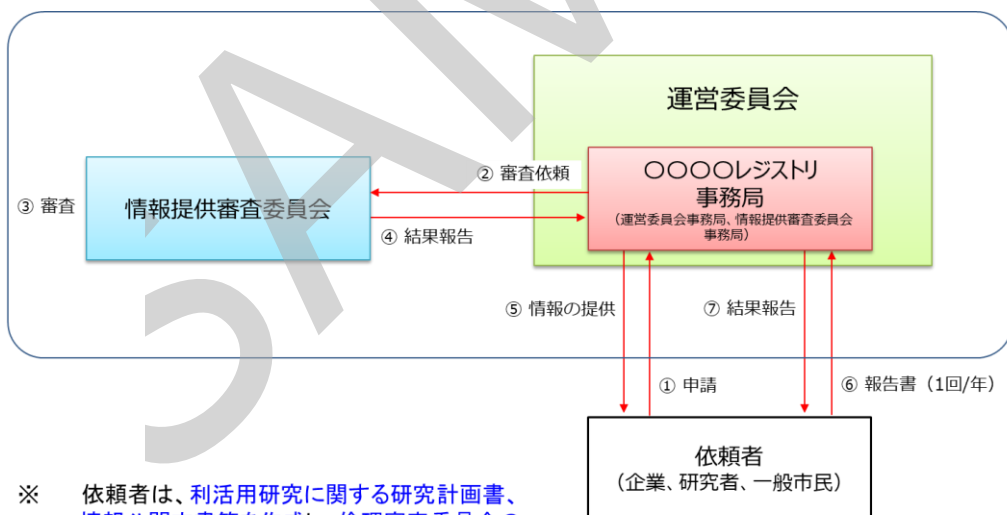 運営委員会
〇〇〇〇レジストリ
事務局
(運営委員会事務局、情報提供審査委員会
事務局)
② 審査依頼
③ 審査
情報提供審査委員会
④ 結果報告
⑤ 情報の提供
⑦ 結果報告
① 申請
⑥ 報告書（1回/年）
依頼者
（企業、研究者、一般市民）
※ 依頼者は、利活用研究に関する研究計画書、